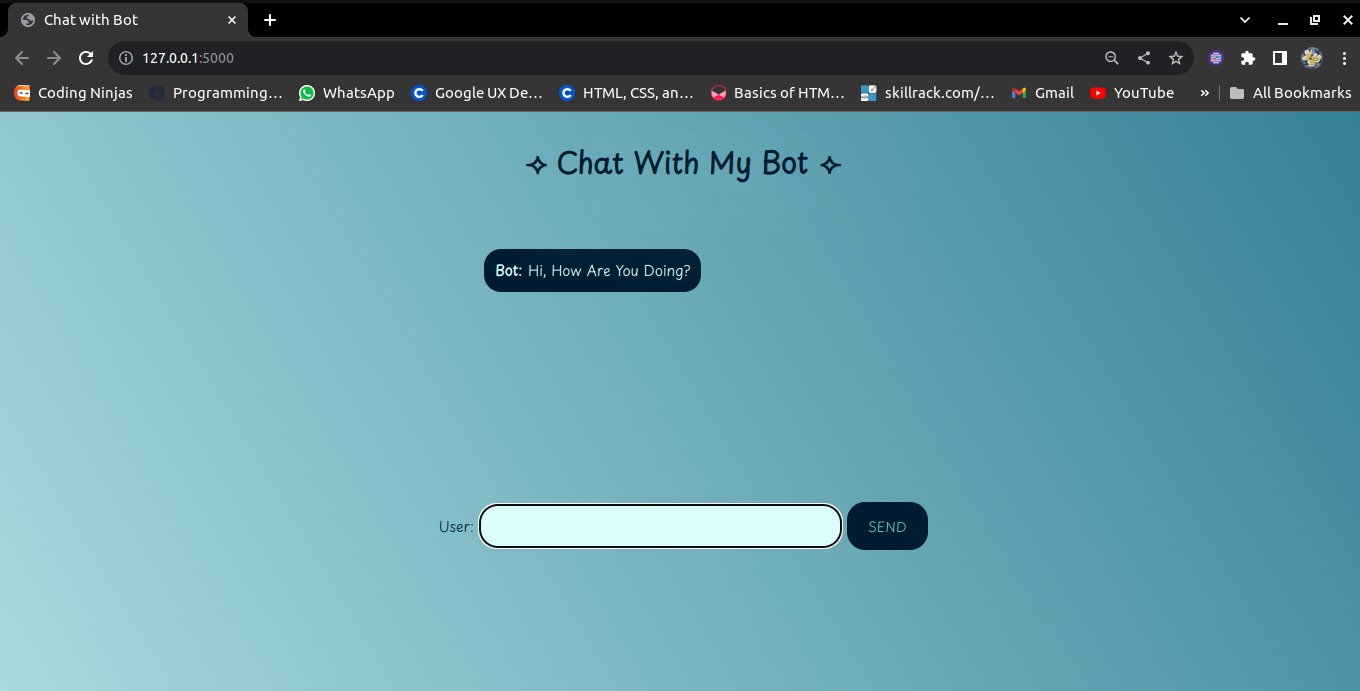 Chat with Bot
127.0.0.1:5000
Coding Ninjas Programming... WhatsApp Google UX De... HTML, CSS, an... Basics of HTM... skillrack.com/... Gmail YouTube » All Bookmarks
✧ Chat With My Bot ✧
Bot: Hi, How Are You Doing?
User: SEND